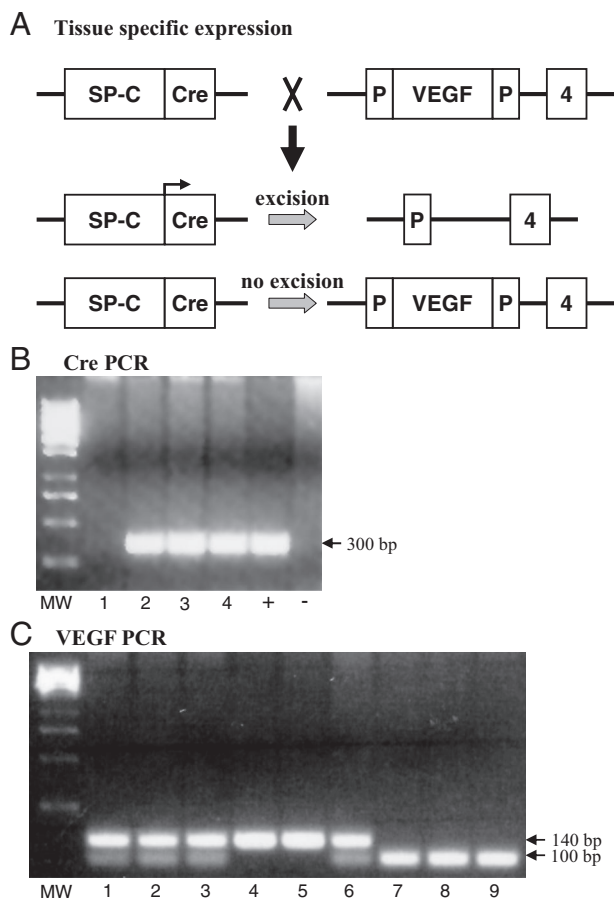 A Tissue specific expression
SP-C Cre P VEGF P 4
excision
SP-C Cre P 4
no excision
SP-C Cre P VEGF P 4
B Cre PCR
300 bp
MW 1 2 3 4 + -
C VEGF PCR
140 bp
100 bp
MW 1 2 3 4 5 6 7 8 9